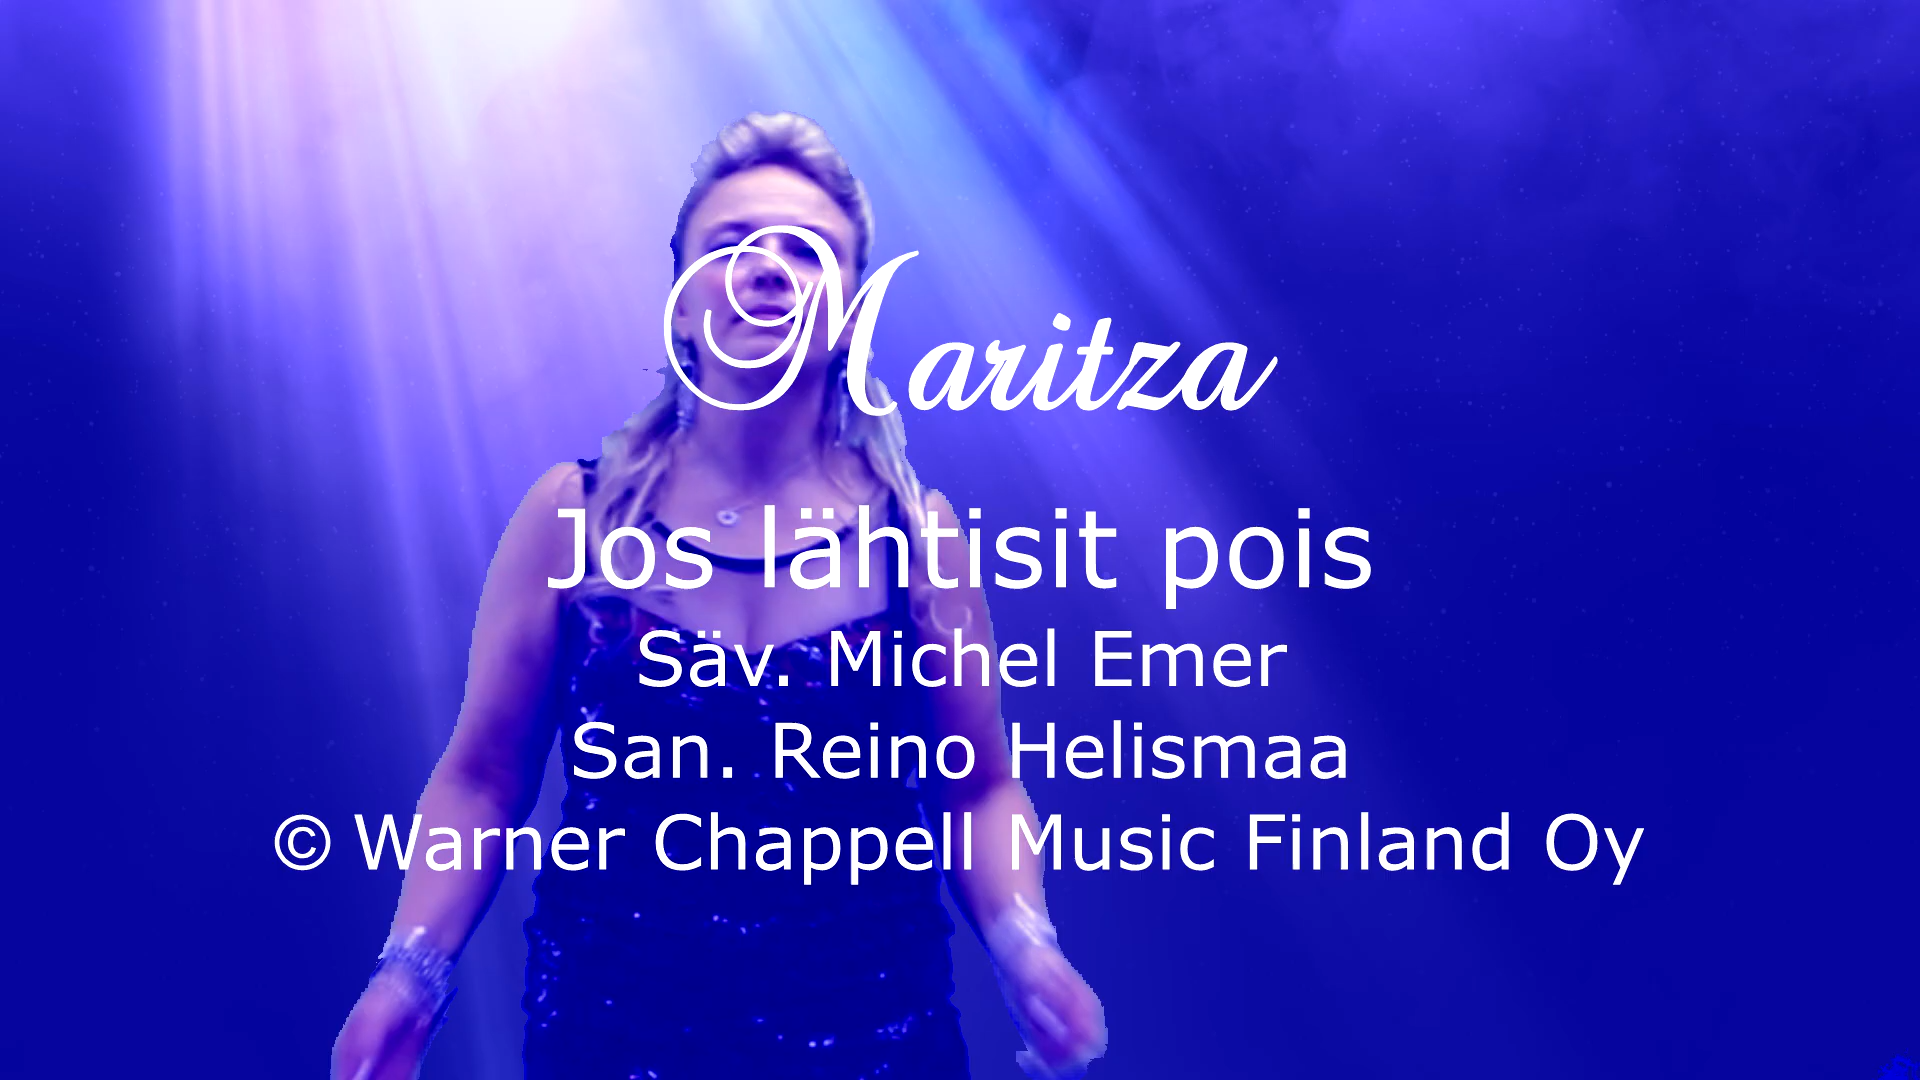 Maritza
Jos lähtisit pois
Säv. Michel Emer
San. Reino Helismaa
© Warner Chappell Music Finland Oy